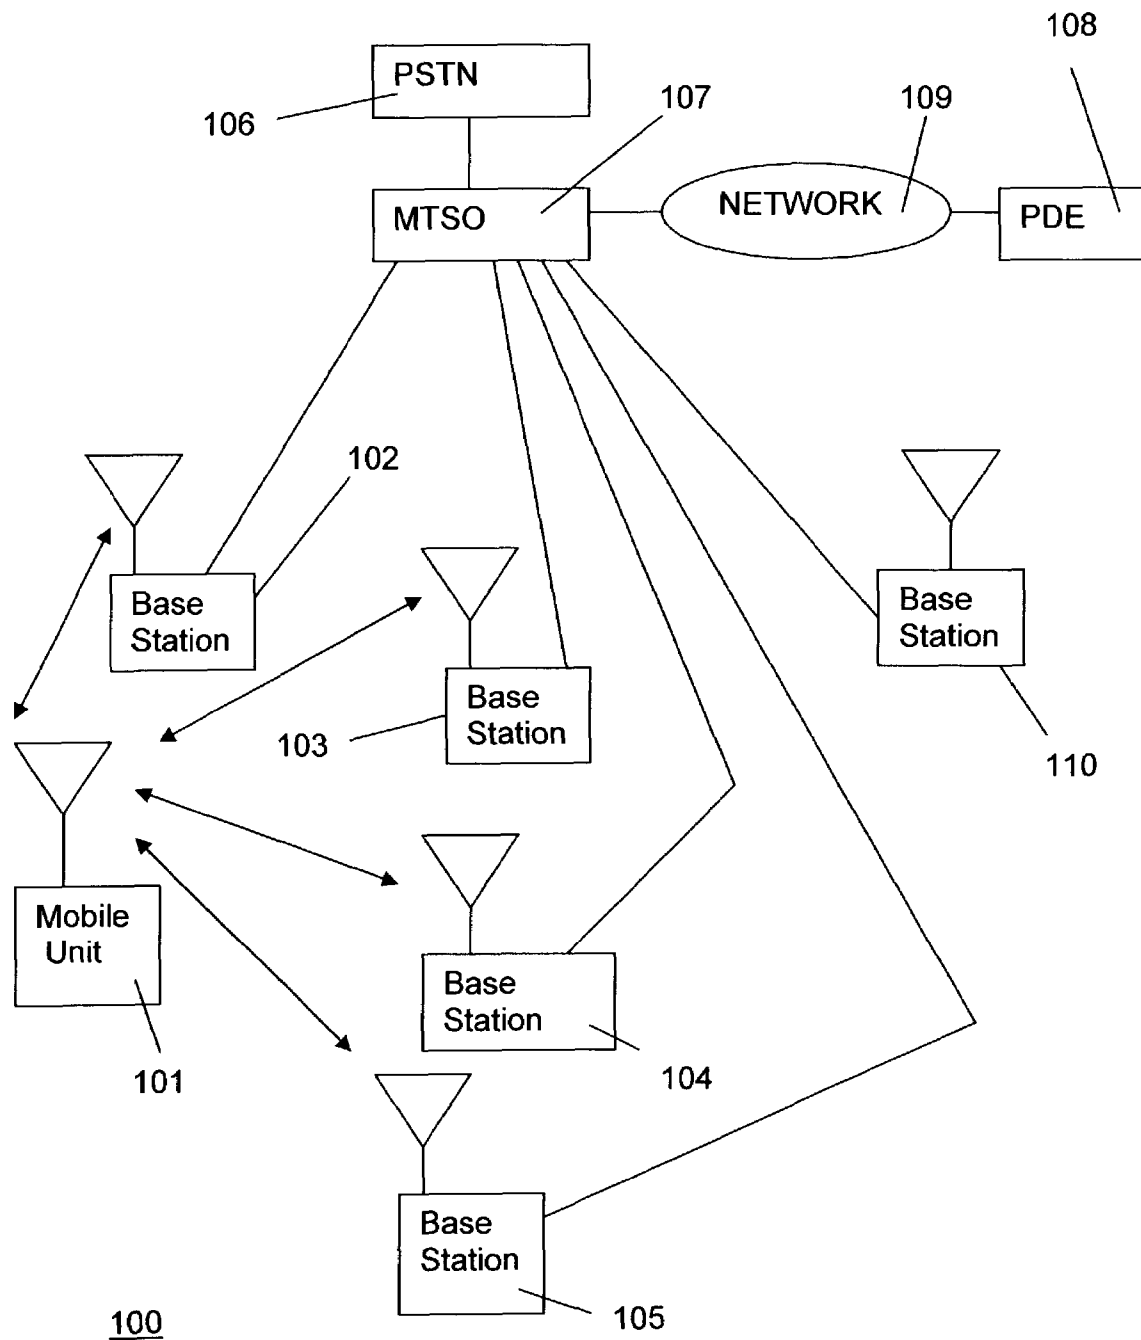 108
PSTN
107
109
106
MTSO
NETWORK
PDE
102
Base
Station
Base
Station
Base
Station
103
110
Mobile
Unit
Base
Station
101
104
Base
Station
105
100